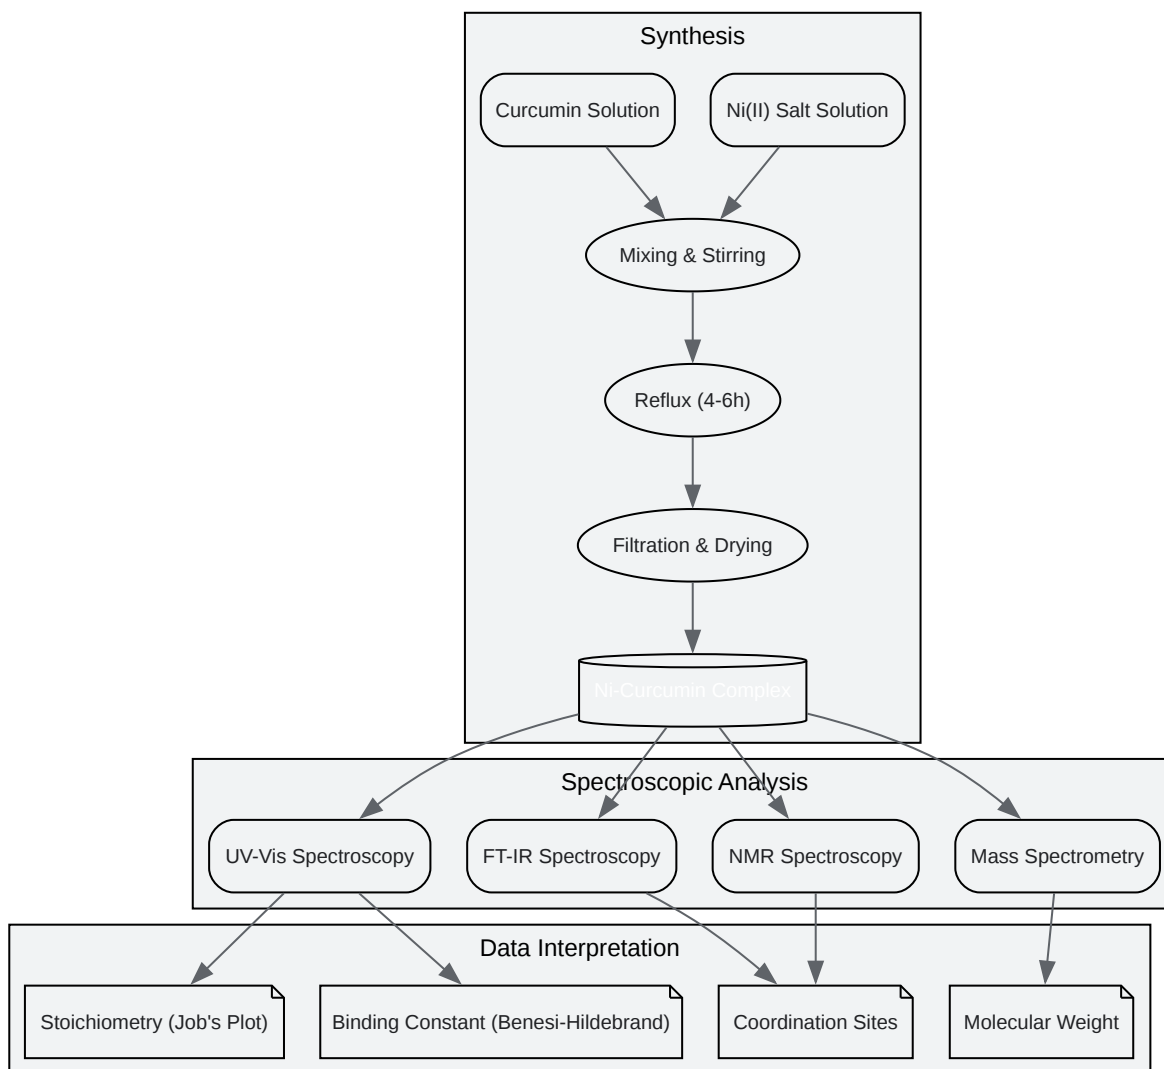 Synthesis
Curcumin Solution
Ni(II) Salt Solution
Mixing & Stirring
Reflux (4-6h)
Filtration & Drying
Ni-Curcumin Complex
Spectroscopic Analysis
UV-Vis Spectroscopy
FT-IR Spectroscopy
NMR Spectroscopy
Mass Spectrometry
Data Interpretation
Stoichiometry (Job's Plot)
Binding Constant (Benesi-Hildebrand)
Coordination Sites
Molecular Weight